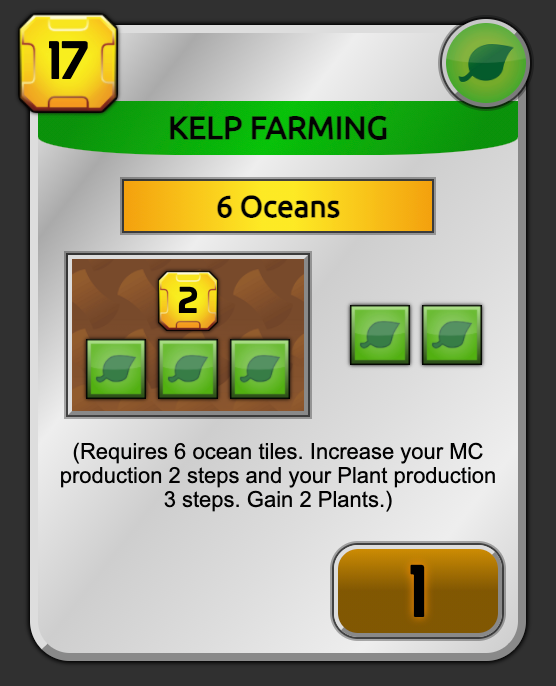 17
KELP FARMING
6 Oceans
2
(Requires 6 ocean tiles. Increase your MC
production 2 steps and your Plant production
3 steps. Gain 2 Plants.)
1